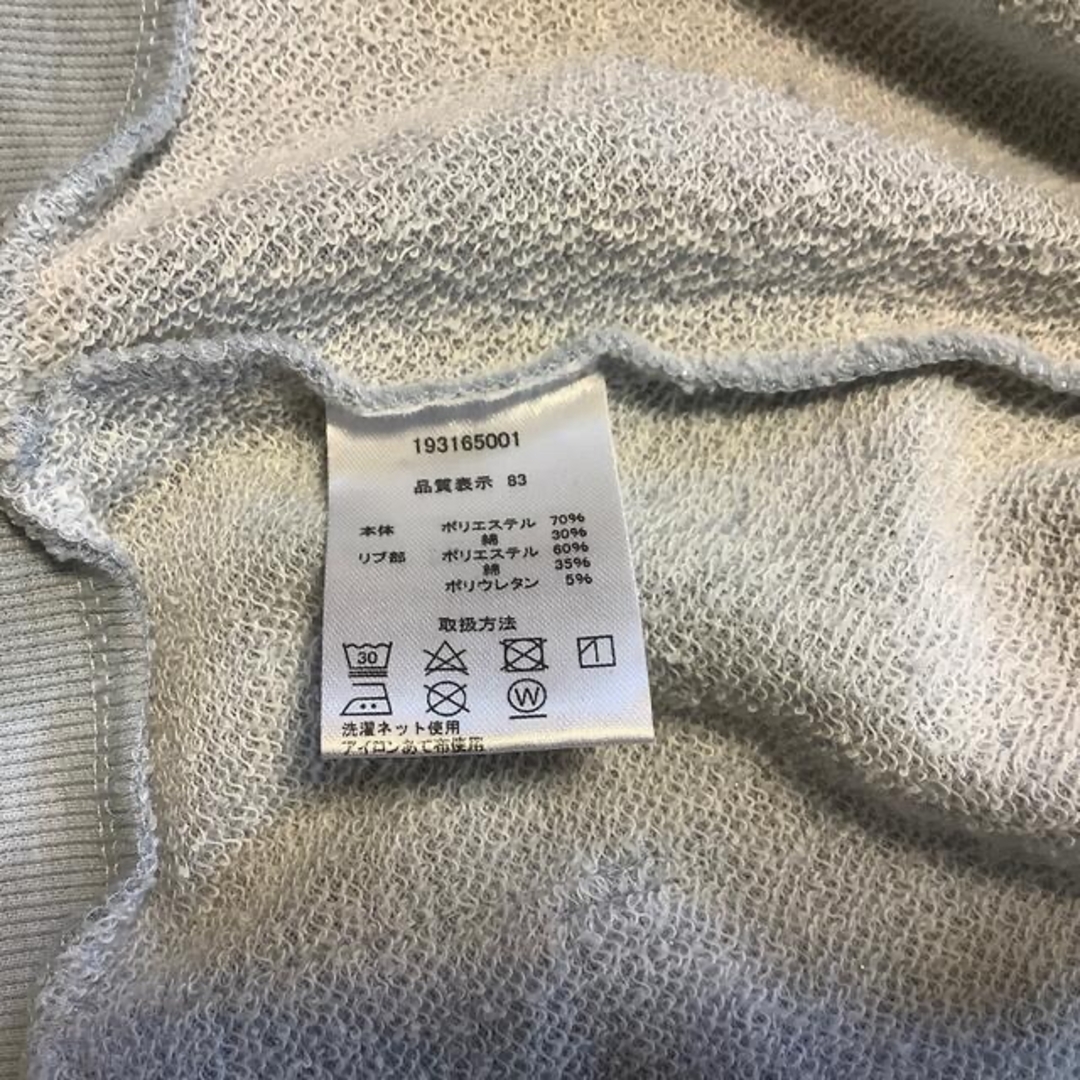 193165001
品質表示 83
本体 ポリエステル 70%
綿 30%
リブ部 ポリエステル 60%
綿 35%
ポリウレタン 5%
取扱方法
30
W
洗濯ネット使用
アイロンあて布使用